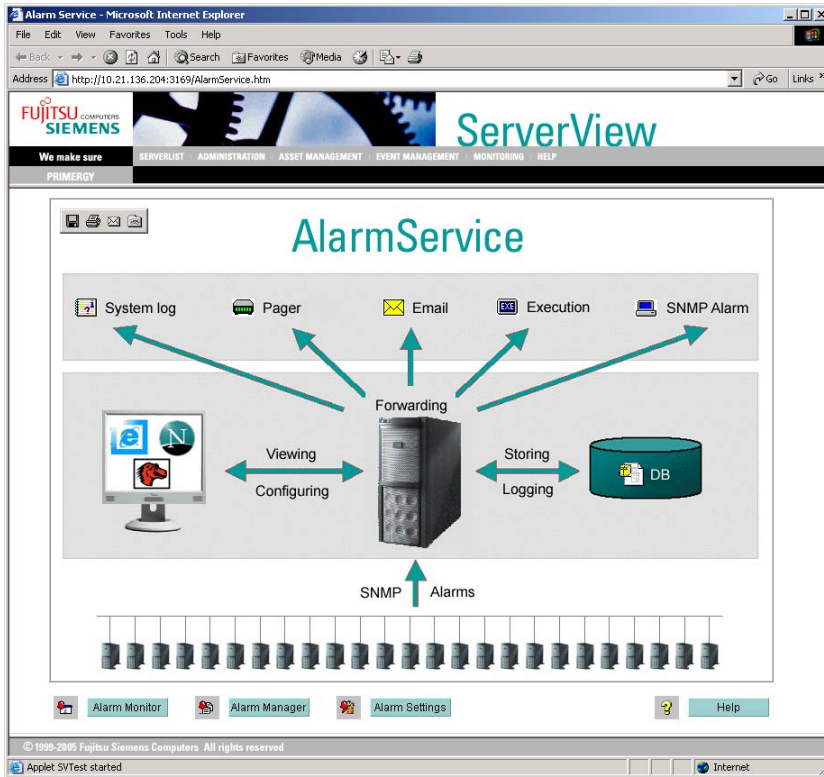 Alarm Service - Microsoft Internet Explorer
File Edit View Favorites Tools Help
Back Search Favorites Media
Address http://10.21.136.204:3169/AlarmService.htm Go Links
FUJITSU COMPUTERS
SIEMENS
ServerView
We make sure SERVERLIST ADMINISTRATION ASSET MANAGEMENT EVENT MANAGEMENT MONITORING HELP
PRIMERGY
AlarmService
System log Pager Email EXE Execution SNMP Alarm
Forwarding
e N
Viewing Storing
DB
Configuring Logging
SNMP Alarms
Alarm Monitor Alarm Manager Alarm Settings ? Help
© 1999-2005 Fujitsu Siemens Computers All rights reserved
Applet SVTest started Internet